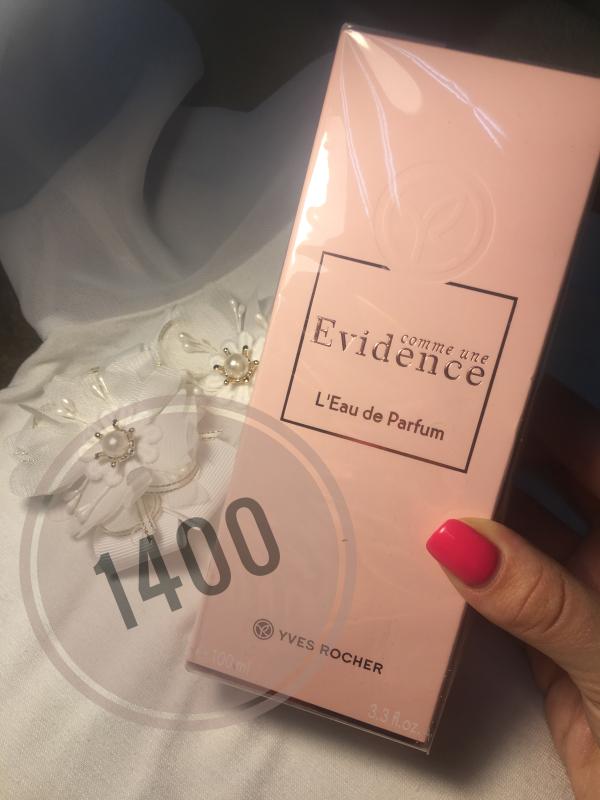 comme une
Evidence
L'Eau de Parfum
1400
YVES ROCHER
100 ml
3.3 fl.oz.